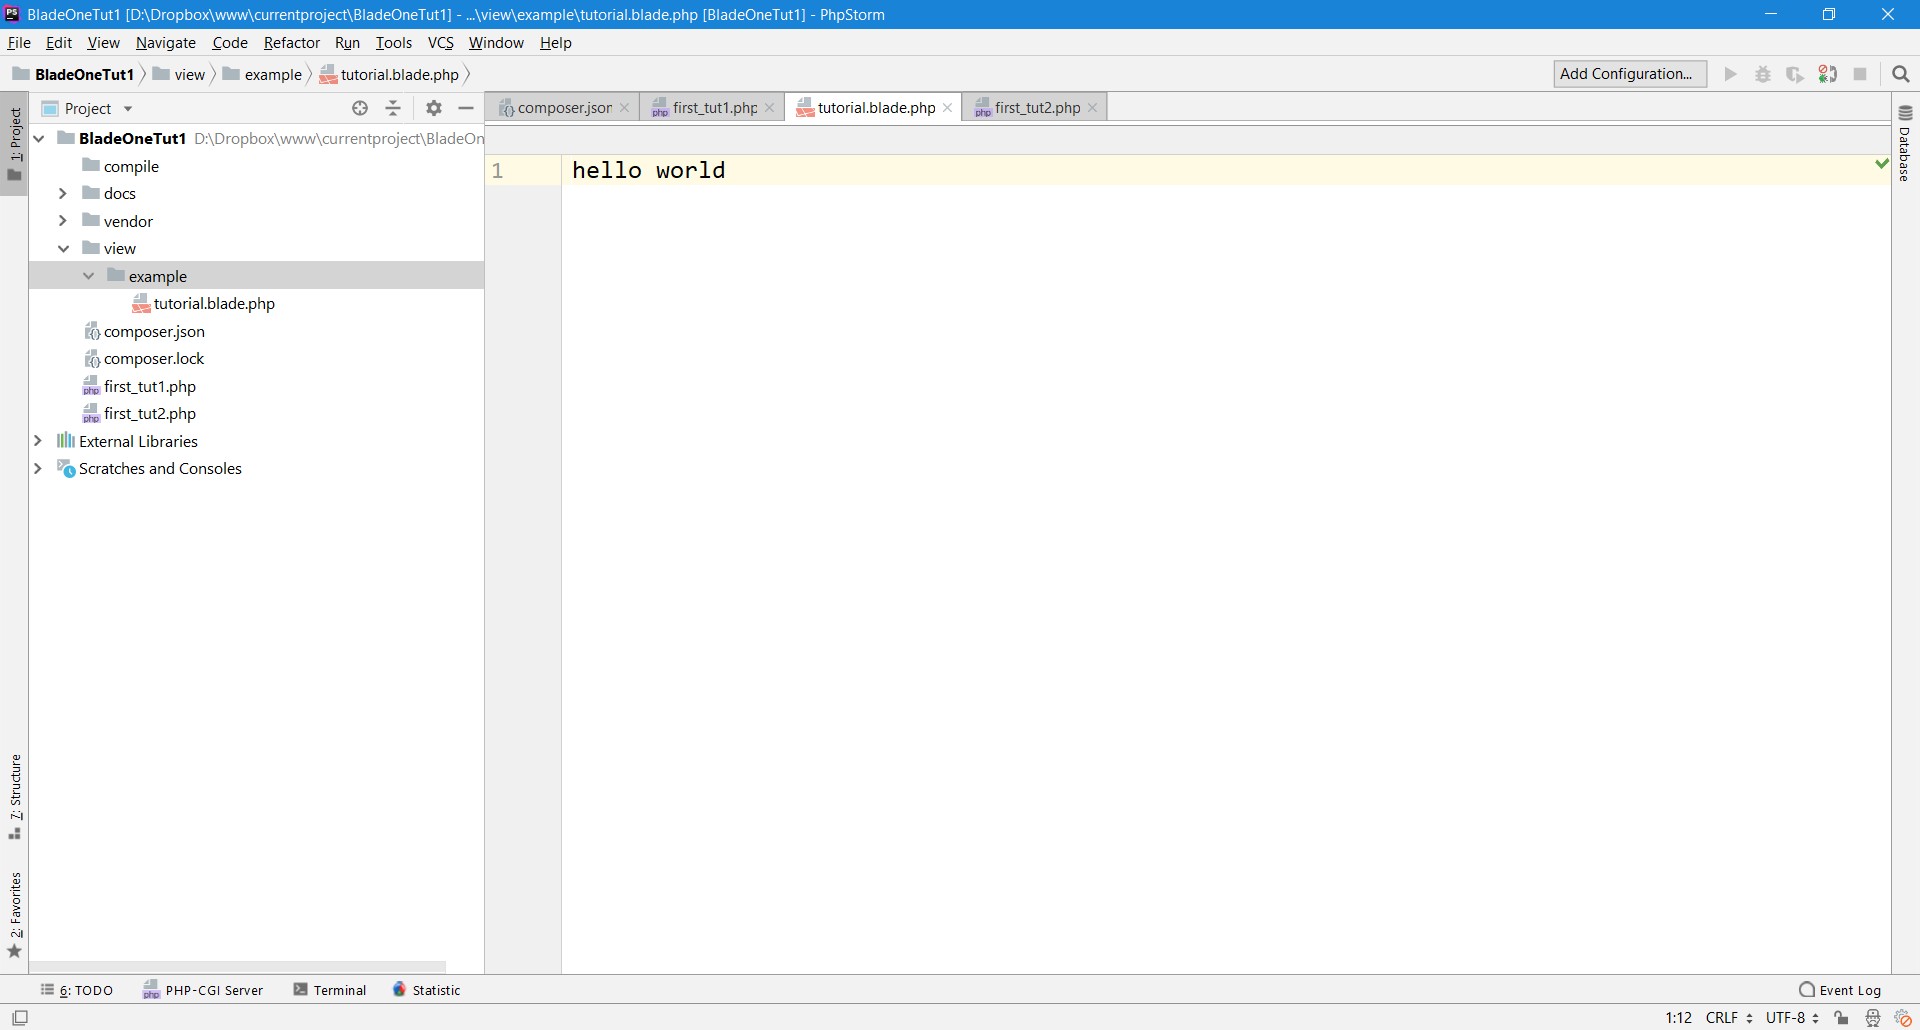 BladeOneTut1 [D:\Dropbox\www\currentproject\BladeOneTut1] - ...\view\example\tutorial.blade.php [BladeOneTut1] - PhpStorm
File Edit View Navigate Code Refactor Run Tools VCS Window Help
BladeOneTut1 view example tutorial.blade.php Add Configuration...
1: Project
Project
composer.json first_tut1.php tutorial.blade.php first_tut2.php
Database
BladeOneTut1 D:\Dropbox\www\currentproject\BladeOn
compile
docs
vendor
view
example
tutorial.blade.php
composer.json
composer.lock
first_tut1.php
first_tut2.php
External Libraries
Scratches and Consoles
1 hello world
7: Structure
2: Favorites
6: TODO PHP-CGI Server Terminal Statistic Event Log
1:12 CRLF UTF-8